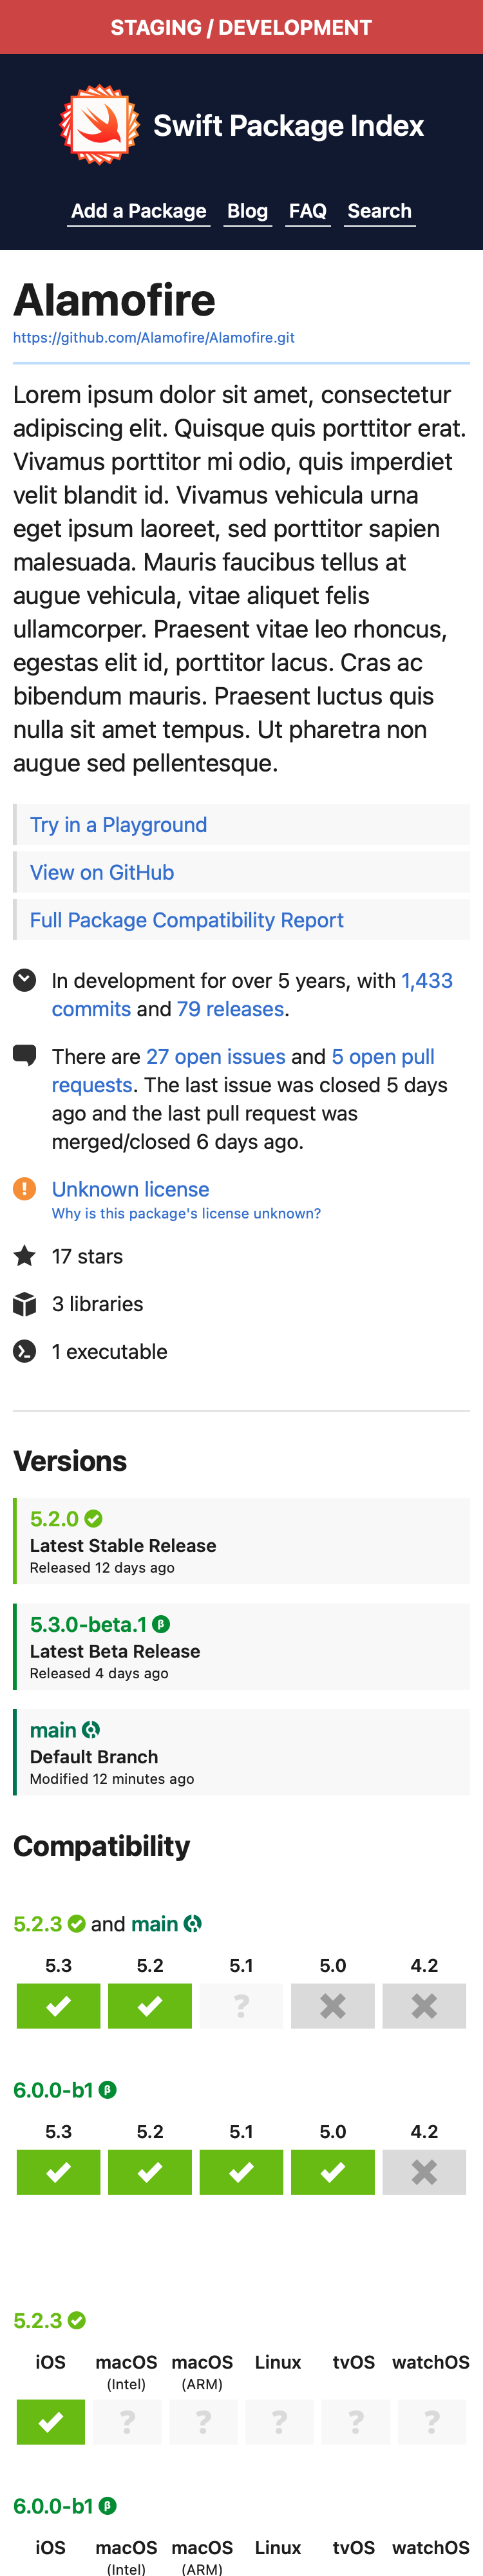 STAGING / DEVELOPMENT
Swift Package Index
Add a Package Blog FAQ Search
Alamofire
https://github.com/Alamofire/Alamofire.git
Lorem ipsum dolor sit amet, consectetur
adipiscing elit. Quisque quis porttitor erat.
Vivamus porttitor mi odio, quis imperdiet
velit blandit id. Vivamus vehicula urna
eget ipsum laoreet, sed porttitor sapien
malesuada. Mauris faucibus tellus at
augue vehicula, vitae aliquet felis
ullamcorper. Praesent vitae leo rhoncus,
egestas elit id, porttitor lacus. Cras ac
bibendum mauris. Praesent luctus quis
nulla sit amet tempus. Ut pharetra non
augue sed pellentesque.
Try in a Playground
View on GitHub
Full Package Compatibility Report
In development for over 5 years, with 1,433
commits and 79 releases.
There are 27 open issues and 5 open pull
requests. The last issue was closed 5 days
ago and the last pull request was
merged/closed 6 days ago.
Unknown license
Why is this package's license unknown?
17 stars
3 libraries
1 executable
Versions
5.2.0
Latest Stable Release
Released 12 days ago
5.3.0-beta.1 β
Latest Beta Release
Released 4 days ago
main
Default Branch
Modified 12 minutes ago
Compatibility
5.2.3 and main
5.3 5.2 5.1 5.0 4.2
?
6.0.0-b1 β
5.3 5.2 5.1 5.0 4.2
5.2.3
iOS macOS macOS Linux tvOS watchOS
(Intel) (ARM)
? ? ? ? ?
6.0.0-b1 β
iOS macOS macOS Linux tvOS watchOS
(Intel) (ARM)